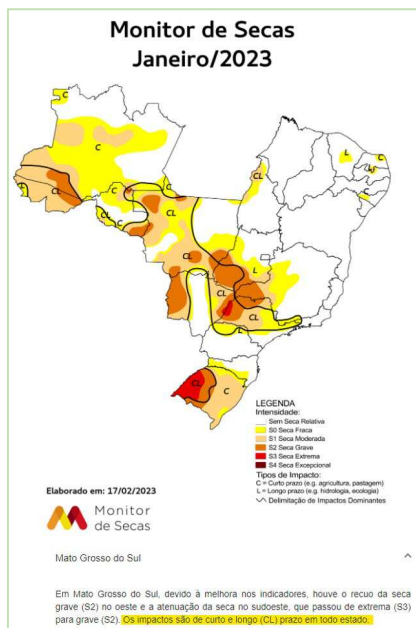 Monitor de Secas
Janeiro/2023
C
C
CL
L
CL
C
C
C
CL
CL
C
L
C
L
C
CL
L
CL
CL
L
CL
C
LEGENDA
Intensidade:
Sem Seca Relativa
S0 Seca Fraca
S1 Seca Moderada
S2 Seca Grave
S3 Seca Extrema
S4 Seca Excepcional
Tipos de Impacto:
C = Curto prazo (e.g. agricultura, pastagem)
L = Longo prazo (e.g. hidrologia, ecologia)
Delimitação de Impactos Dominantes
Elaborado em: 17/02/2023
Monitor
de Secas
Mato Grosso do Sul
Em Mato Grosso do Sul, devido à melhora nos indicadores, houve o recuo da seca
grave (S2) no oeste e a atenuação da seca no sudoeste, que passou de extrema (S3)
para grave (S2). Os impactos são de curto e longo (CL) prazo em todo estado.